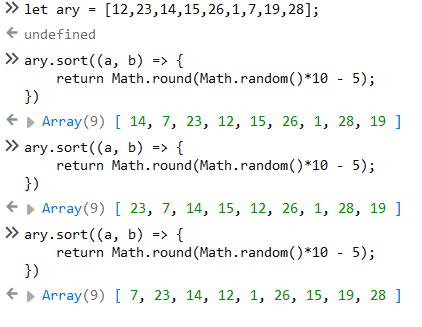 >> let ary = [12,23,14,15,26,1,7,19,28];
← undefined
>> ary.sort((a, b) => {
    return Math.round(Math.random()*10 - 5);
})
← ▶ Array(9) [ 14, 7, 23, 12, 15, 26, 1, 28, 19 ]
>> ary.sort((a, b) => {
    return Math.round(Math.random()*10 - 5);
})
← ▶ Array(9) [ 23, 7, 14, 15, 12, 26, 1, 28, 19 ]
>> ary.sort((a, b) => {
    return Math.round(Math.random()*10 - 5);
})
← ▶ Array(9) [ 7, 23, 14, 12, 1, 26, 15, 19, 28 ]